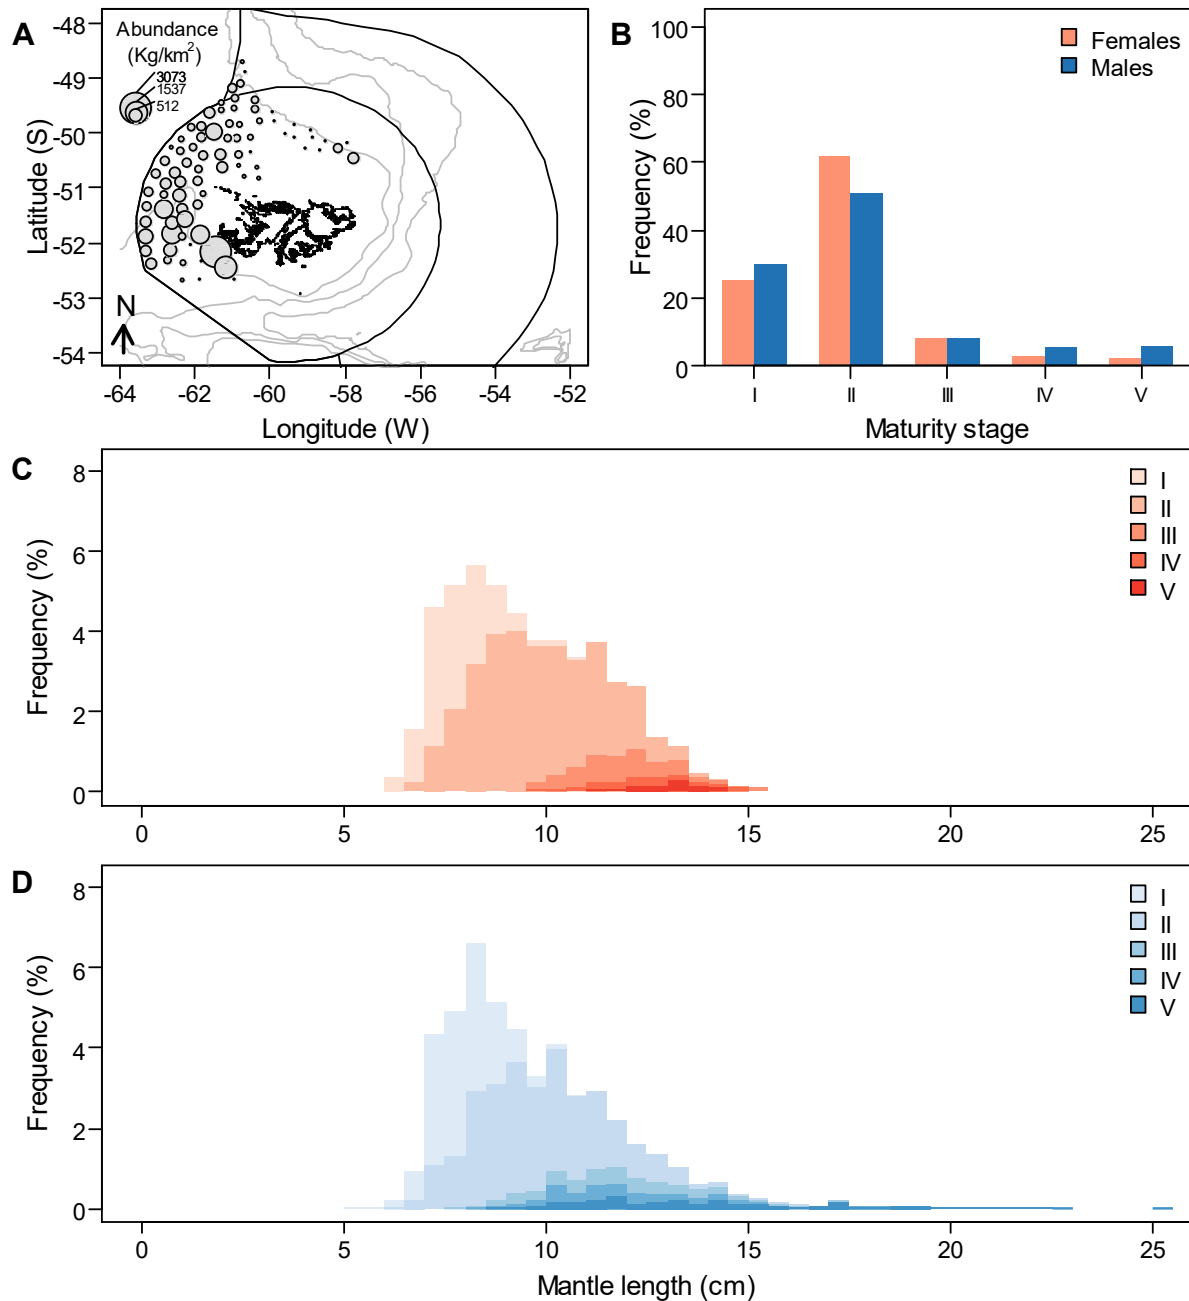 A
Abundance
(Kg/km²)
3073
1537
512
-48
-49
-50
-51
-52
-53
-54
Latitude (S)
N
-64 -62 -60 -58 -56 -54 -52
Longitude (W)
B
Females
Males
100
80
60
40
20
0
Frequency (%)
I II III IV V
Maturity stage
C
I
II
III
IV
V
8
6
4
2
0
Frequency (%)
0 5 10 15 20 25
D
I
II
III
IV
V
8
6
4
2
0
Frequency (%)
0 5 10 15 20 25
Mantle length (cm)